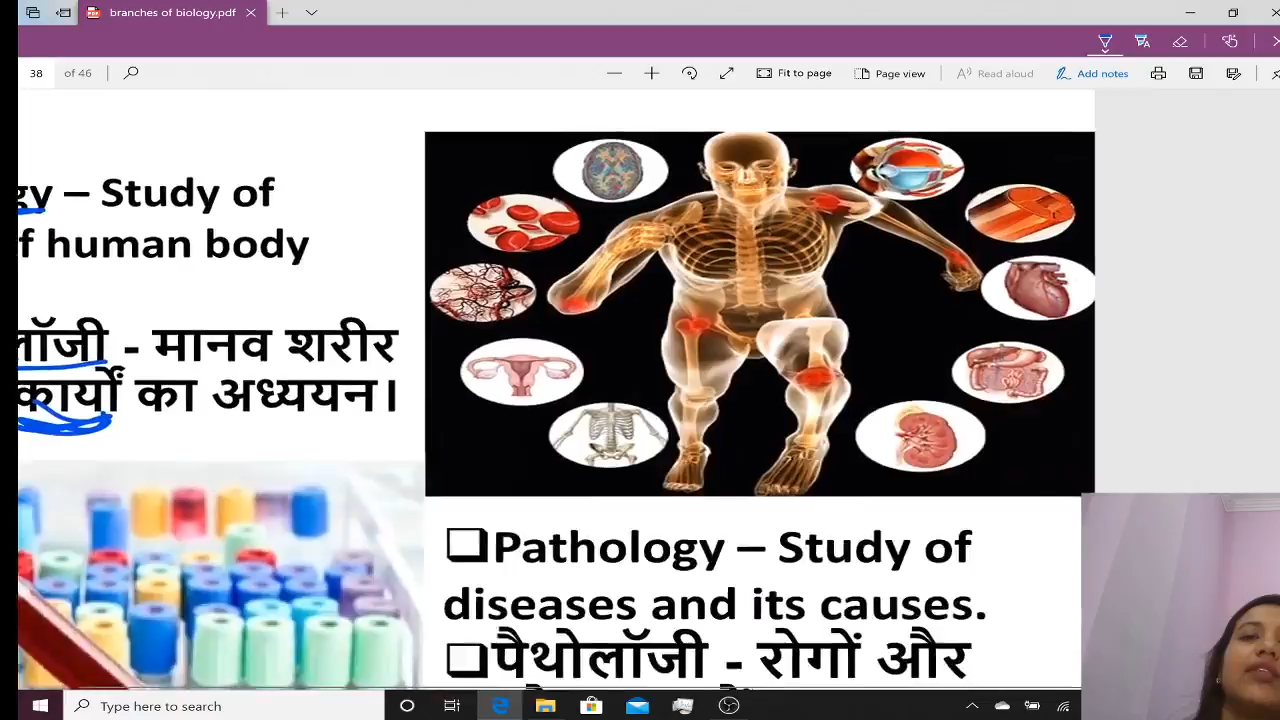 branches of biology.pdf
38 of 46
Fit to page
Page view
Read aloud
Add notes
gy – Study of
f human body
लॉजी - मानव शरीर
कार्यों का अध्ययन।
❑Pathology – Study of
diseases and its causes.
❑पैथोलॉजी - रोगों और
Type here to search